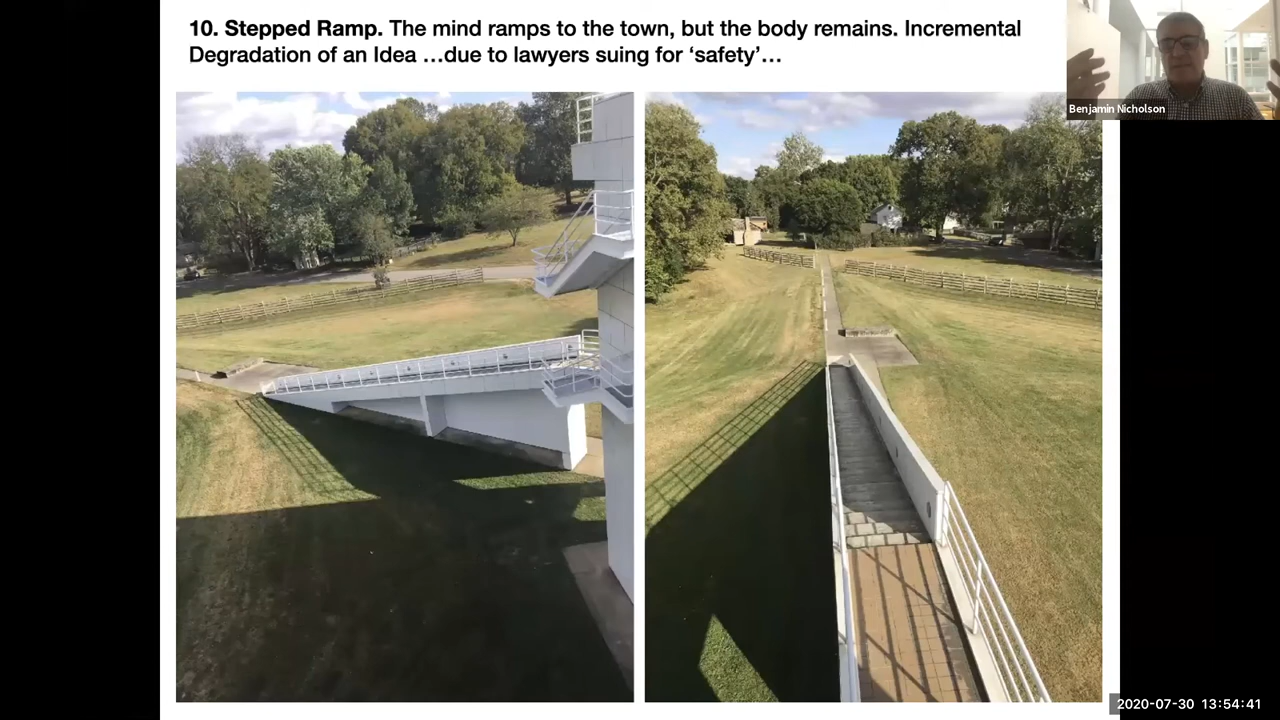 10. Stepped Ramp. The mind ramps to the town, but the body remains. Incremental
Degradation of an Idea …due to lawyers suing for ‘safety’…
Benjamin Nicholson
2020-07-30 13:54:41